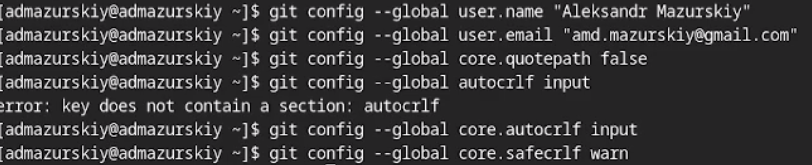 [admazurskiy@admazurskiy ~]$ git config --global user.name "Aleksandr Mazurskiy"
[admazurskiy@admazurskiy ~]$ git config --global user.email "amd.mazurskiy@gmail.com"
[admazurskiy@admazurskiy ~]$ git config --global core.quotepath false
[admazurskiy@admazurskiy ~]$ git config --global autocrlf input
error: key does not contain a section: autocrlf
[admazurskiy@admazurskiy ~]$ git config --global core.autocrlf input
[admazurskiy@admazurskiy ~]$ git config --global core.safecrlf warn